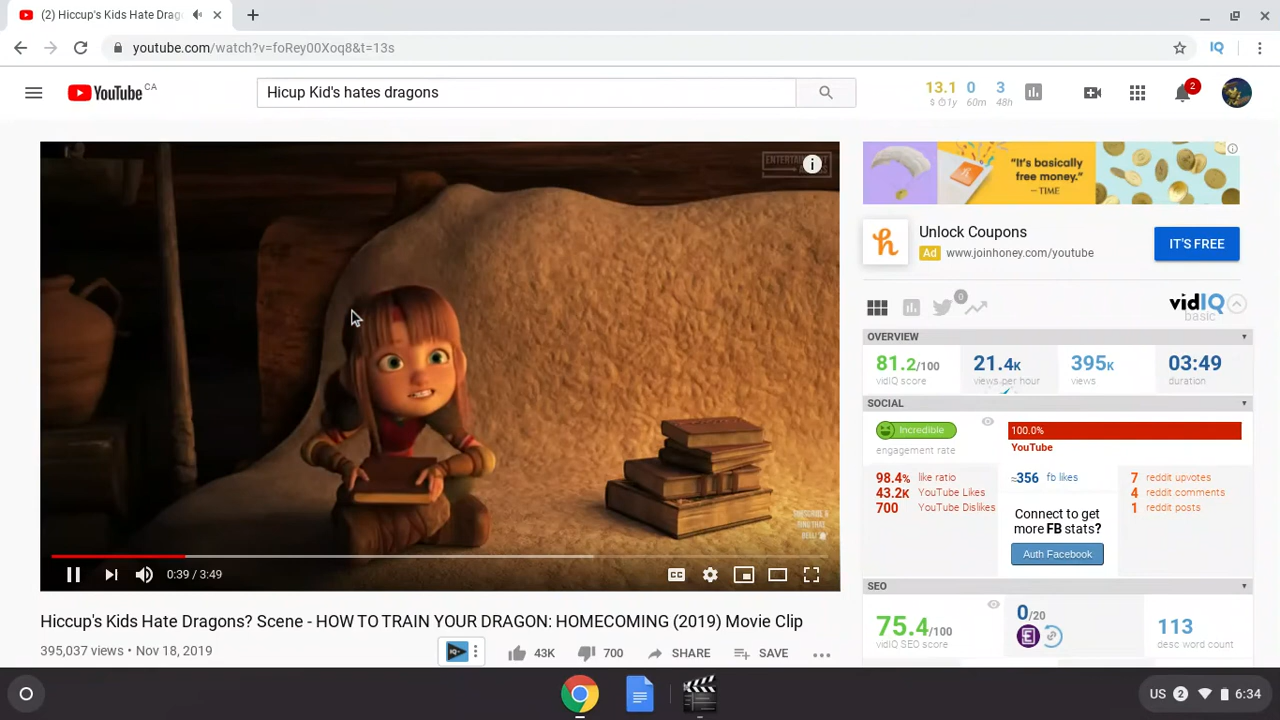 (2) Hiccup's Kids Hate Drag
youtube.com/watch?v=foRey00Xoq8&t=13s
IQ
YouTube CA
Hicup Kid's hates dragons
13.1 0 3
$ 1y 60m 48h
2
i
"It's basically
free money."
— TIME
h
Unlock Coupons
Ad www.joinhoney.com/youtube
IT'S FREE
0
vidIQ
basic
OVERVIEW
81.2/100 21.4K 395K 03:49
vidIQ score views per hour views duration
SOCIAL
Incredible
engagement rate
100.0%
YouTube
98.4% like ratio
43.2K YouTube Likes
700 YouTube Dislikes
≈356 fb likes
Connect to get
more FB stats?
Auth Facebook
7 reddit upvotes
4 reddit comments
1 reddit posts
SEO
75.4/100
vidIQ SEO score
0/20
113
desc word count
SUBSCRIBE &
RING THAT
BELL
CC
0:39 / 3:49
Hiccup's Kids Hate Dragons? Scene - HOW TO TRAIN YOUR DRAGON: HOMECOMING (2019) Movie Clip
395,037 views • Nov 18, 2019
43K 700 SHARE SAVE
US 2 6:34